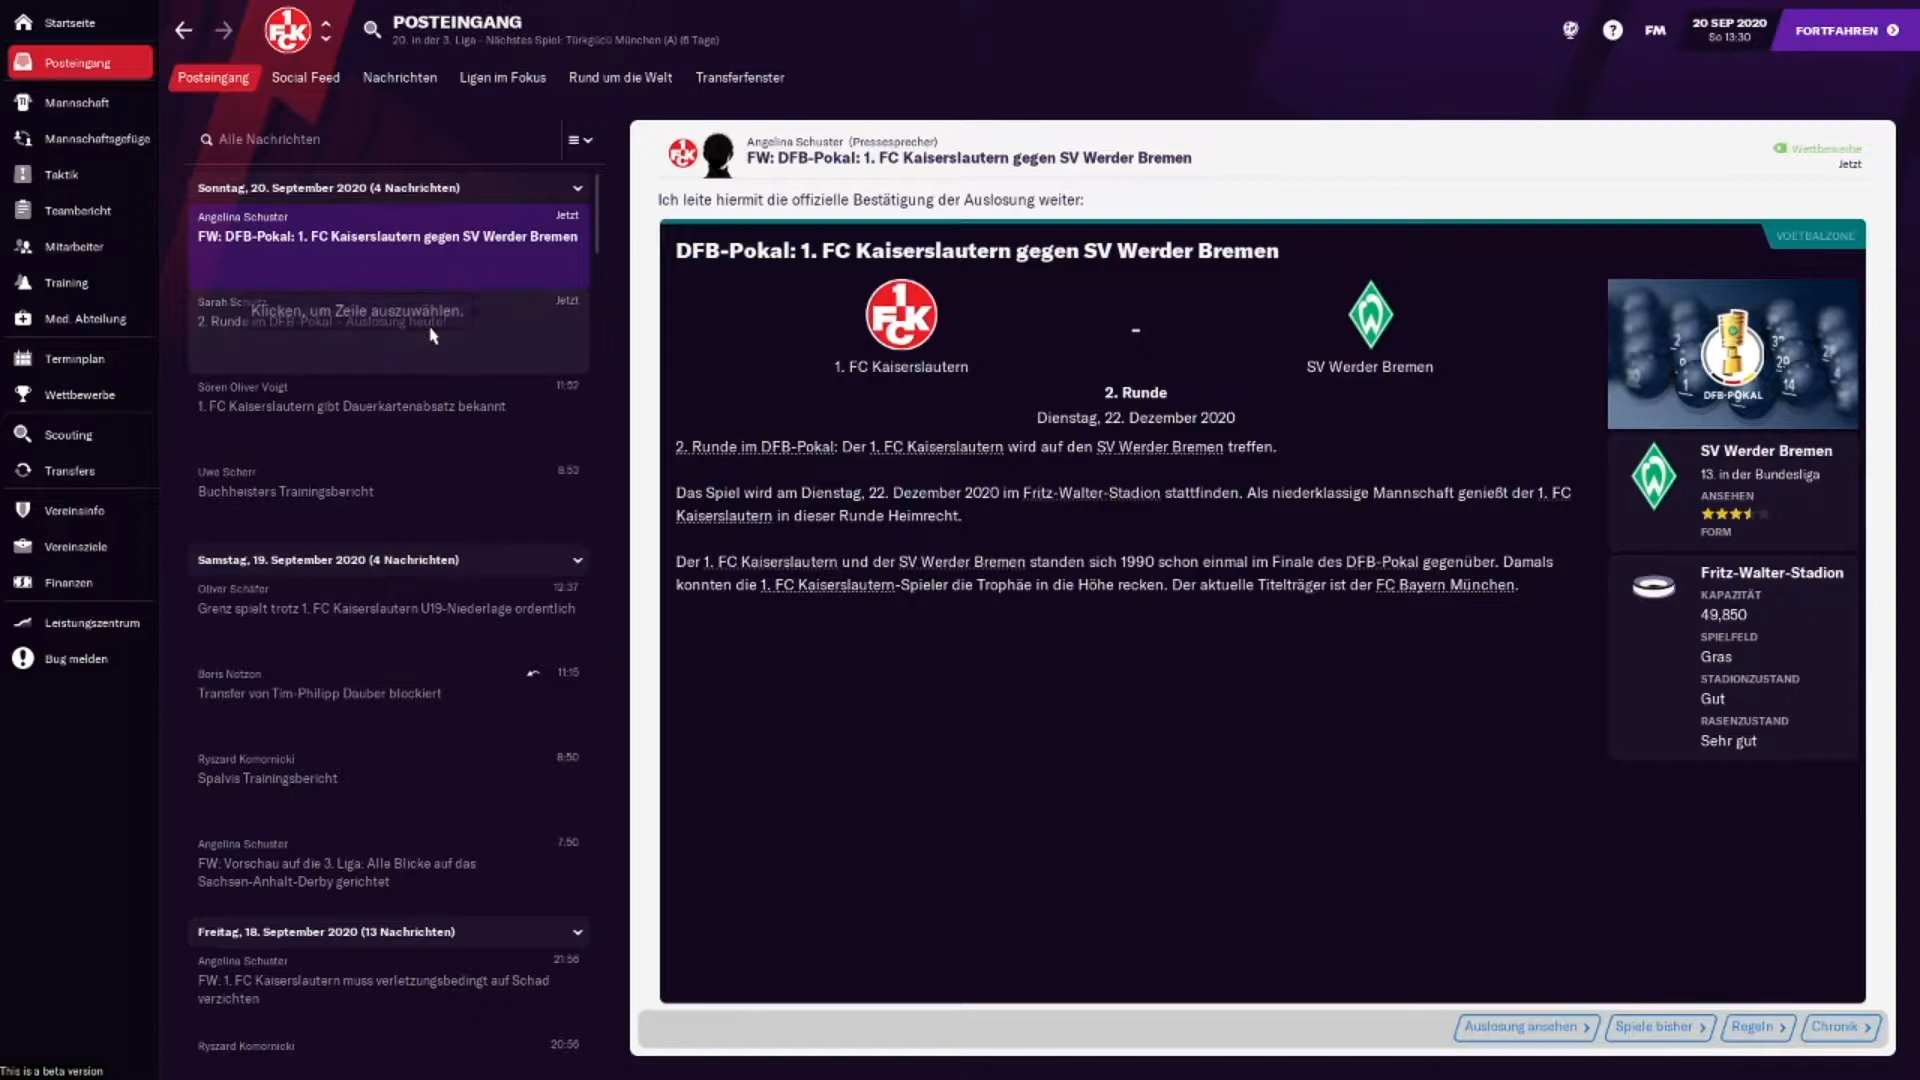 Startseite
Posteingang
Mannschaft
Mannschaftsgefüge
Taktik
Teambericht
Mitarbeiter
Training
Med. Abteilung
Terminplan
Wettbewerbe
Scouting
Transfers
Vereinsinfo
Vereinsziele
Finanzen
Leistungszentrum
Bug melden
This is a beta version
POSTEINGANG
20. in der 3. Liga - Nächstes Spiel: Türkgücü München (A) (6 Tage)
FM
20 SEP 2020
So 13:30
FORTFAHREN
Posteingang
Social Feed
Nachrichten
Ligen im Fokus
Rund um die Welt
Transferfenster
Alle Nachrichten
Sonntag, 20. September 2020 (4 Nachrichten)
Angelina Schuster
Jetzt
FW: DFB-Pokal: 1. FC Kaiserslautern gegen SV Werder Bremen
Sarah
Jetzt
Klicken, um Zeile auszuwählen.
2. Runde im DFB-Pokal - Auslosung heute!
Sören Oliver Voigt
11:52
1. FC Kaiserslautern gibt Dauerkartenabsatz bekannt
Uwe Scherr
8:53
Buchheisters Trainingsbericht
Samstag, 19. September 2020 (4 Nachrichten)
Oliver Schäfer
12:37
Grenz spielt trotz 1. FC Kaiserslautern U19-Niederlage ordentlich
Boris Notzon
11:15
Transfer von Tim-Philipp Dauber blockiert
Ryszard Komornicki
8:50
Spalvis Trainingsbericht
Angelina Schuster
7:50
FW: Vorschau auf die 3. Liga: Alle Blicke auf das
Sachsen-Anhalt-Derby gerichtet
Freitag, 18. September 2020 (13 Nachrichten)
Angelina Schuster
21:56
FW: 1. FC Kaiserslautern muss verletzungsbedingt auf Schad
verzichten
Ryszard Komornicki
20:56
Angelina Schuster (Pressesprecher)
FW: DFB-Pokal: 1. FC Kaiserslautern gegen SV Werder Bremen
Wettbewerbe
Jetzt
Ich leite hiermit die offizielle Bestätigung der Auslosung weiter:
VOETBALZONE
DFB-Pokal: 1. FC Kaiserslautern gegen SV Werder Bremen
-
1. FC Kaiserslautern
SV Werder Bremen
2. Runde
Dienstag, 22. Dezember 2020
2. Runde im DFB-Pokal: Der 1. FC Kaiserslautern wird auf den SV Werder Bremen treffen.
Das Spiel wird am Dienstag, 22. Dezember 2020 im Fritz-Walter-Stadion stattfinden. Als niederklassige Mannschaft genießt der 1. FC
Kaiserslautern in dieser Runde Heimrecht.
Der 1. FC Kaiserslautern und der SV Werder Bremen standen sich 1990 schon einmal im Finale des DFB-Pokal gegenüber. Damals
konnten die 1. FC Kaiserslautern-Spieler die Trophäe in die Höhe recken. Der aktuelle Titelträger ist der FC Bayern München.
DFB-POKAL
SV Werder Bremen
13. in der Bundesliga
ANSEHEN
FORM
Fritz-Walter-Stadion
KAPAZITÄT
49,850
SPIELFELD
Gras
STADIONZUSTAND
Gut
RASENZUSTAND
Sehr gut
Auslosung ansehen
Spiele bisher
Regeln
Chronik